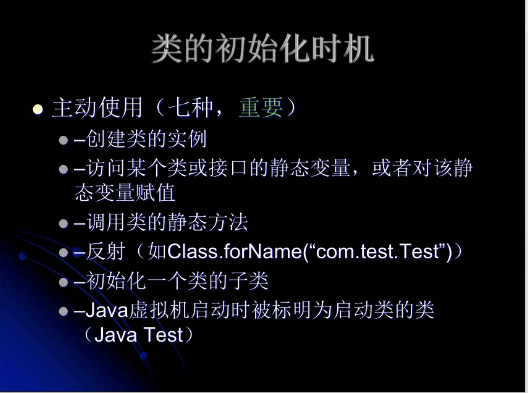 类的初始化时机
主动使用（七种，重要）
–创建类的实例
–访问某个类或接口的静态变量，或者对该静
态变量赋值
–调用类的静态方法
–反射（如Class.forName(“com.test.Test”)）
–初始化一个类的子类
–Java虚拟机启动时被标明为启动类的类
（Java Test）